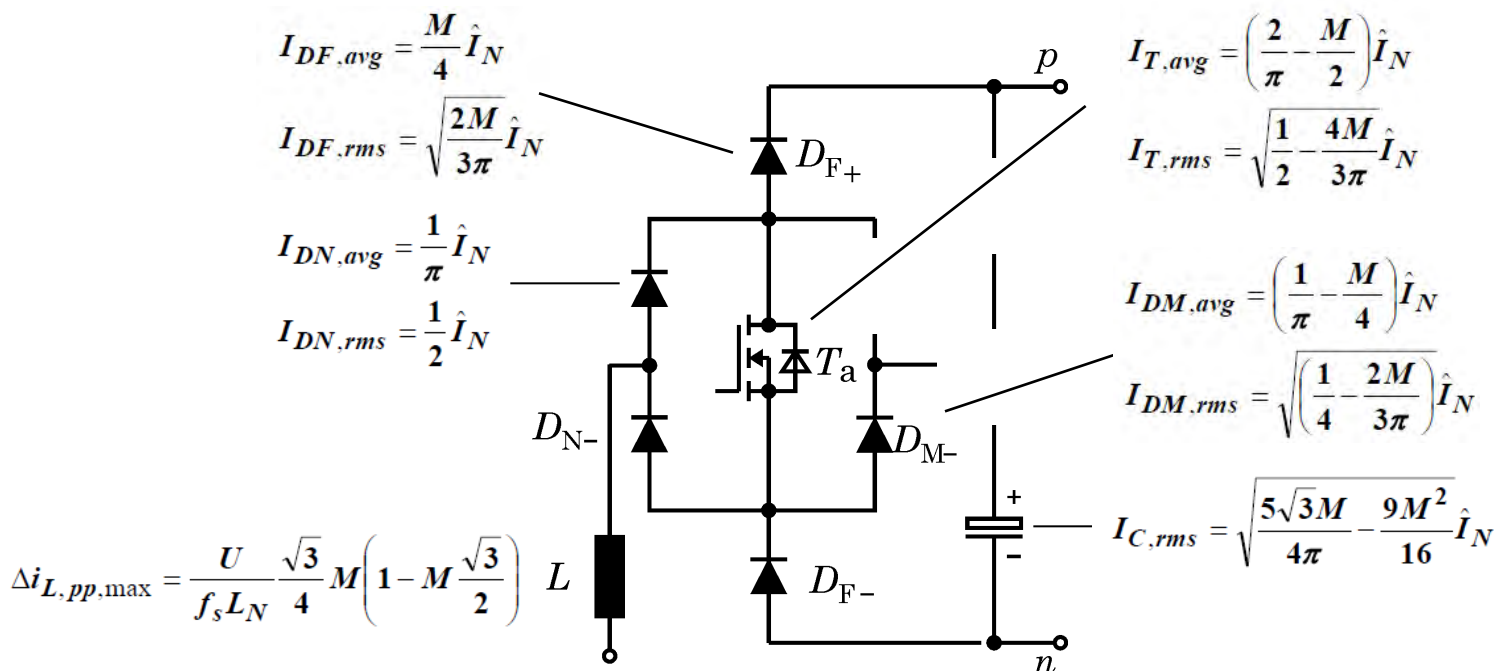 I_{DF,avg} = \frac{M}{4} \hat{I}_N
I_{DF,rms} = \sqrt{\frac{2M}{3\pi}} \hat{I}_N
I_{DN,avg} = \frac{1}{\pi} \hat{I}_N
I_{DN,rms} = \frac{1}{2} \hat{I}_N
\Delta i_{L,pp,max} = \frac{U}{f_s L_N} \frac{\sqrt{3}}{4} M \left( 1 - M \frac{\sqrt{3}}{2} \right)
p
D_{F+}
T_a
D_{N-}
D_{M-}
+
-
L
D_{F-}
n
I_{T,avg} = \left( \frac{2}{\pi} - \frac{M}{2} \right) \hat{I}_N
I_{T,rms} = \sqrt{\frac{1}{2} - \frac{4M}{3\pi}} \hat{I}_N
I_{DM,avg} = \left( \frac{1}{\pi} - \frac{M}{4} \right) \hat{I}_N
I_{DM,rms} = \sqrt{\left( \frac{1}{4} - \frac{2M}{3\pi} \right)} \hat{I}_N
I_{C,rms} = \sqrt{\frac{5\sqrt{3}M}{4\pi} - \frac{9M^2}{16}} \hat{I}_N